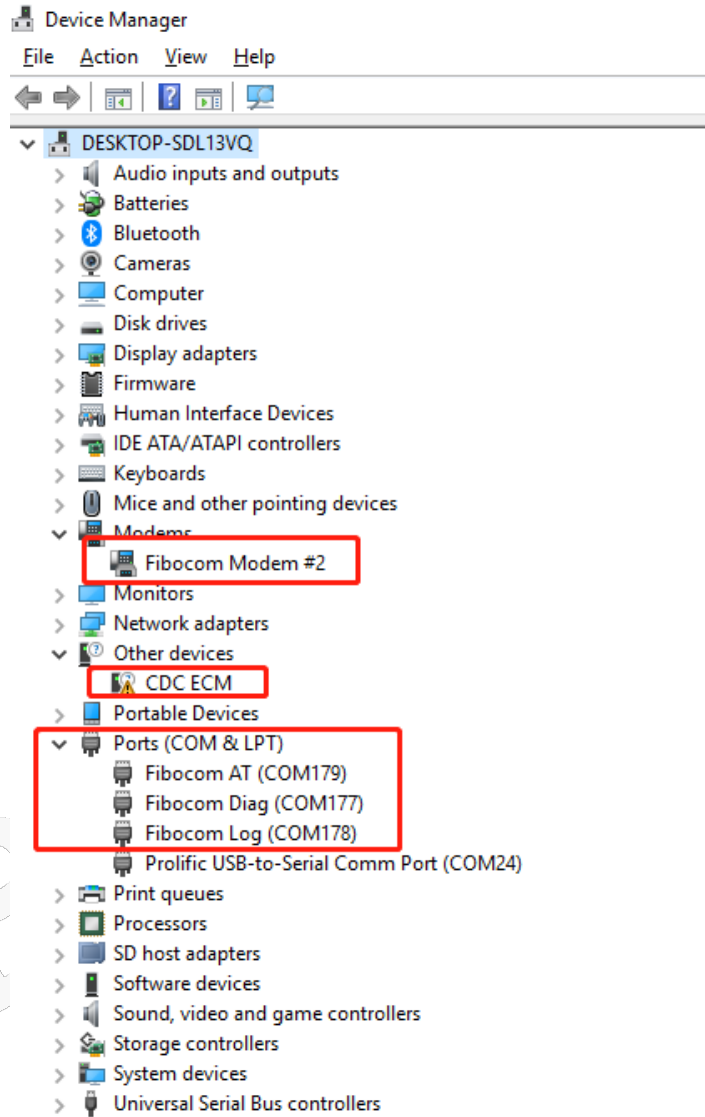 Device Manager
File Action View Help
DESKTOP-SDL13VQ
Audio inputs and outputs
Batteries
Bluetooth
Cameras
Computer
Disk drives
Display adapters
Firmware
Human Interface Devices
IDE ATA/ATAPI controllers
Keyboards
Mice and other pointing devices
Modems
Fibocom Modem #2
Monitors
Network adapters
Other devices
CDC ECM
Portable Devices
Ports (COM & LPT)
Fibocom AT (COM179)
Fibocom Diag (COM177)
Fibocom Log (COM178)
Prolific USB-to-Serial Comm Port (COM24)
Print queues
Processors
SD host adapters
Software devices
Sound, video and game controllers
Storage controllers
System devices
Universal Serial Bus controllers